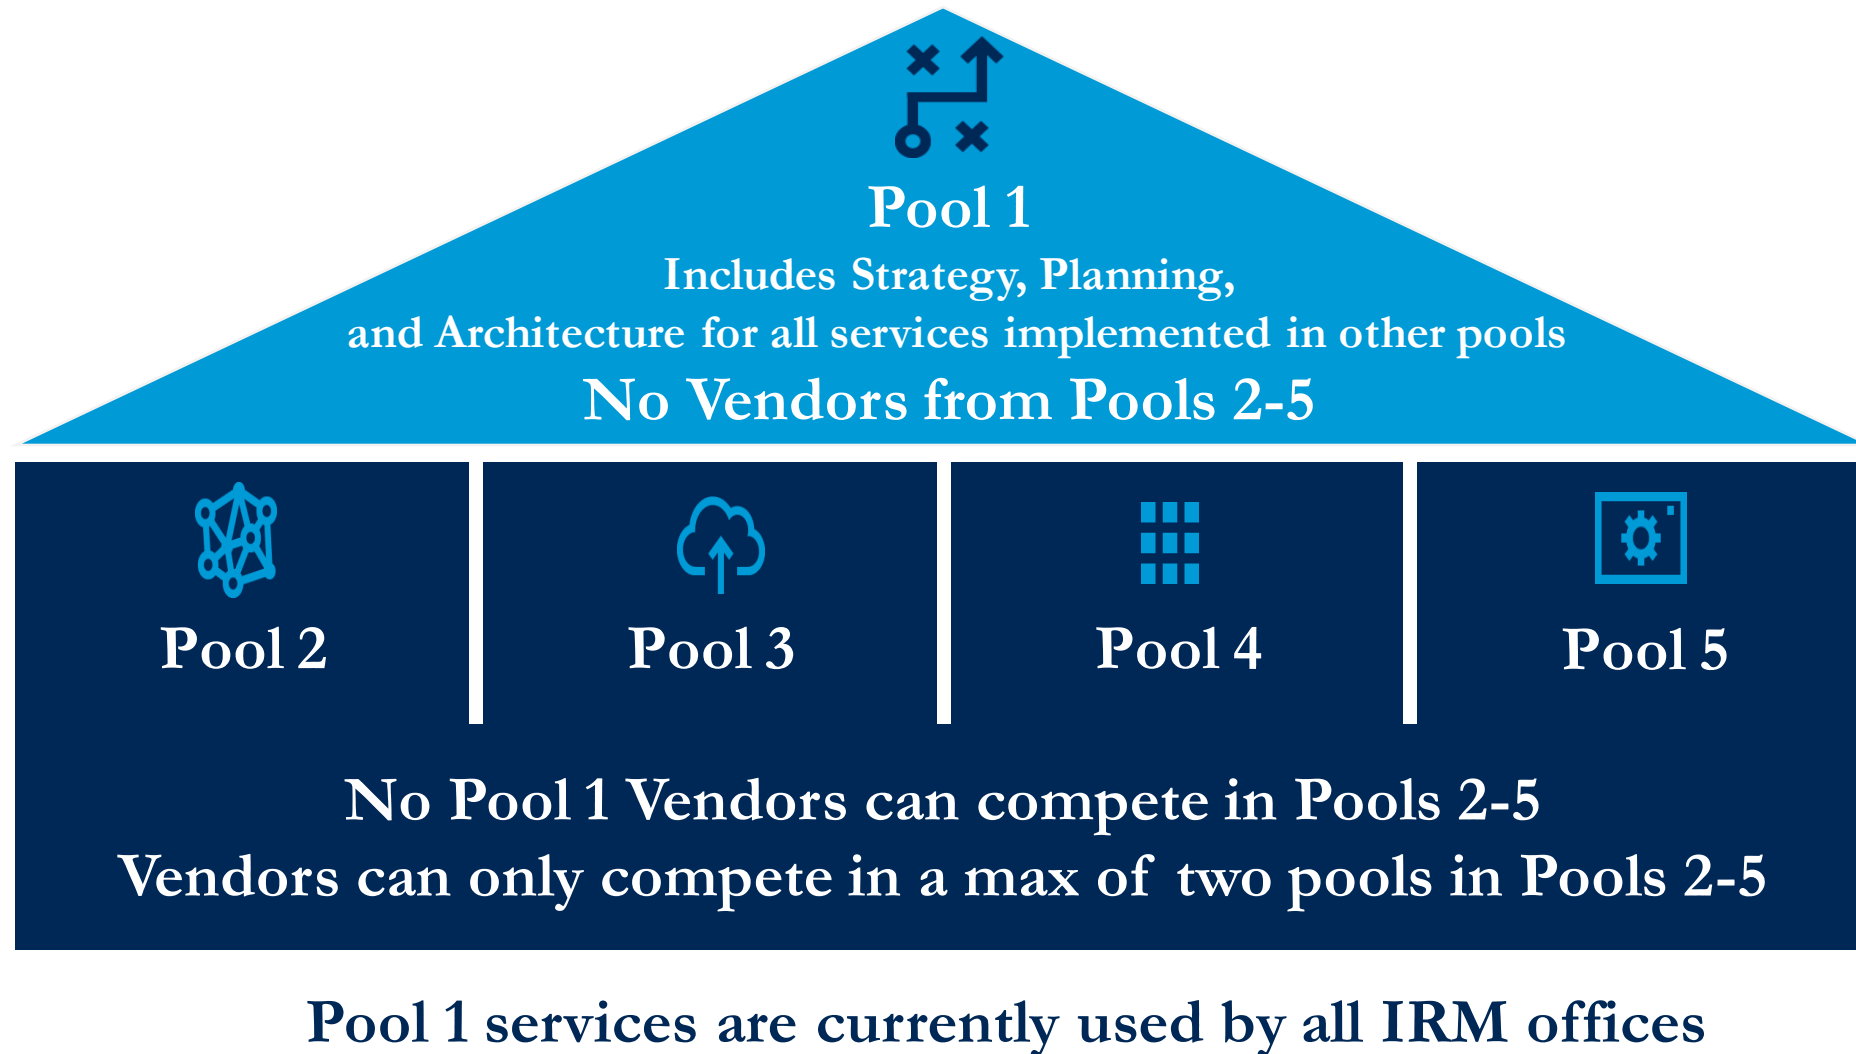 Pool 1
Includes Strategy, Planning,
and Architecture for all services implemented in other pools
No Vendors from Pools 2-5
Pool 2
Pool 3
Pool 4
Pool 5
No Pool 1 Vendors can compete in Pools 2-5
Vendors can only compete in a max of two pools in Pools 2-5
Pool 1 services are currently used by all IRM offices